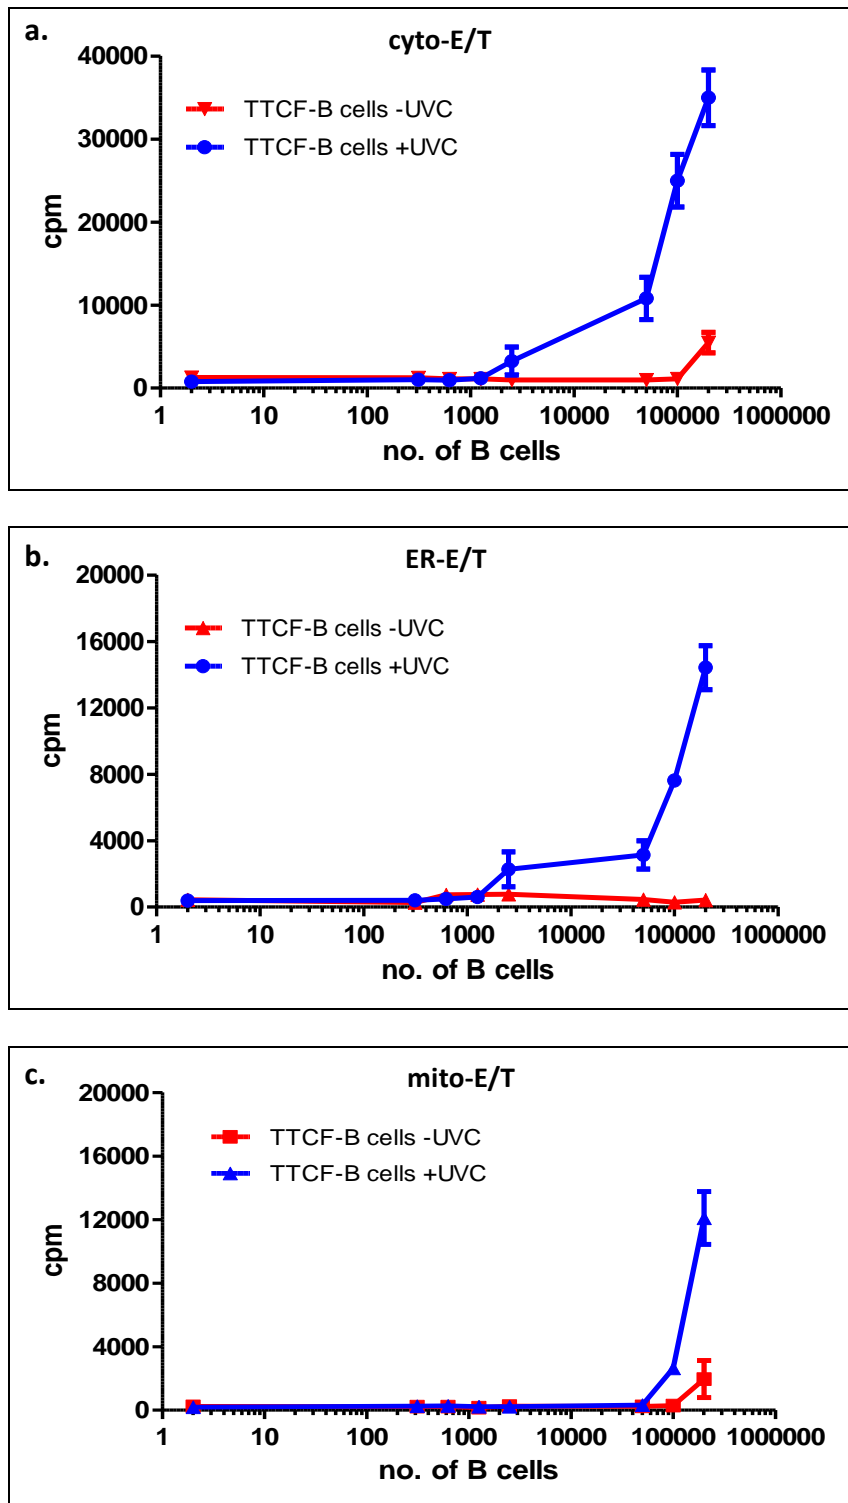 a.
cyto-E/T
40000
30000
20000
10000
0
cpm
TTCF-B cells -UVC
TTCF-B cells +UVC
1 10 100 1000 10000 100000 1000000
no. of B cells
b.
ER-E/T
20000
16000
12000
8000
4000
0
cpm
TTCF-B cells -UVC
TTCF-B cells +UVC
1 10 100 1000 10000 100000 1000000
no. of B cells
c.
mito-E/T
20000
16000
12000
8000
4000
0
cpm
TTCF-B cells -UVC
TTCF-B cells +UVC
1 10 100 1000 10000 100000 1000000
no. of B cells